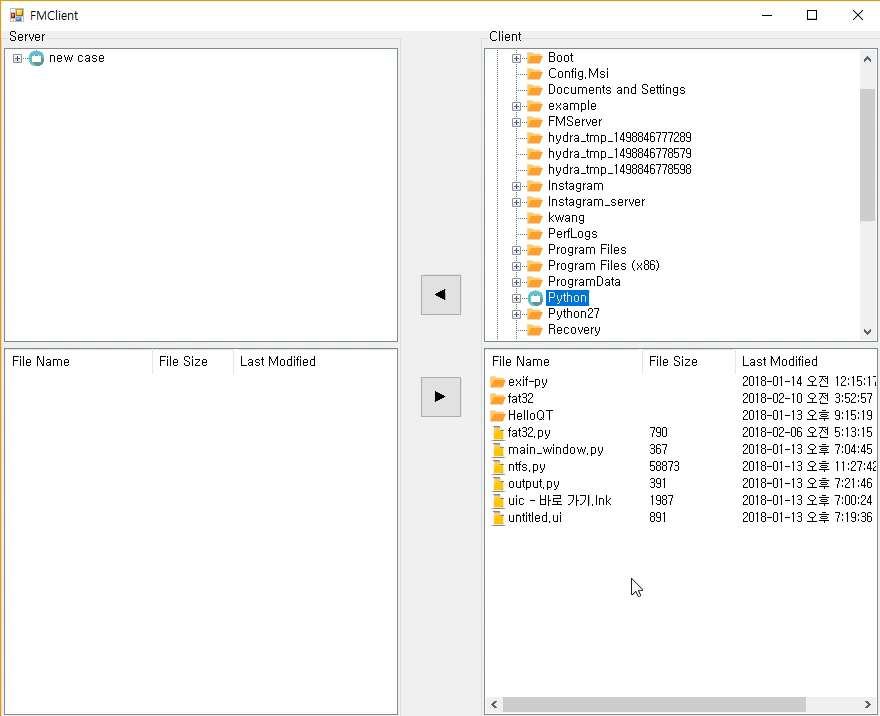 FMClient
Server
new case
File Name File Size Last Modified
Client
Boot
Config.Msi
Documents and Settings
example
FMServer
hydra_tmp_1498846777289
hydra_tmp_1498846778579
hydra_tmp_1498846778598
Instagram
Instagram_server
kwang
PerfLogs
Program Files
Program Files (x86)
ProgramData
Python
Python27
Recovery
File Name File Size Last Modified
exif-py 2018-01-14 오전 12:15:17
fat32 2018-02-10 오전 3:52:57
HelloQT 2018-01-13 오후 9:15:19
fat32.py 790 2018-02-06 오전 5:13:15
main_window.py 367 2018-01-13 오후 7:04:45
ntfs.py 58873 2018-01-13 오후 11:27:42
output.py 391 2018-01-13 오후 7:21:46
uic - 바로 가기.lnk 1987 2018-01-13 오후 7:00:24
untitled.ui 891 2018-01-13 오후 7:19:36